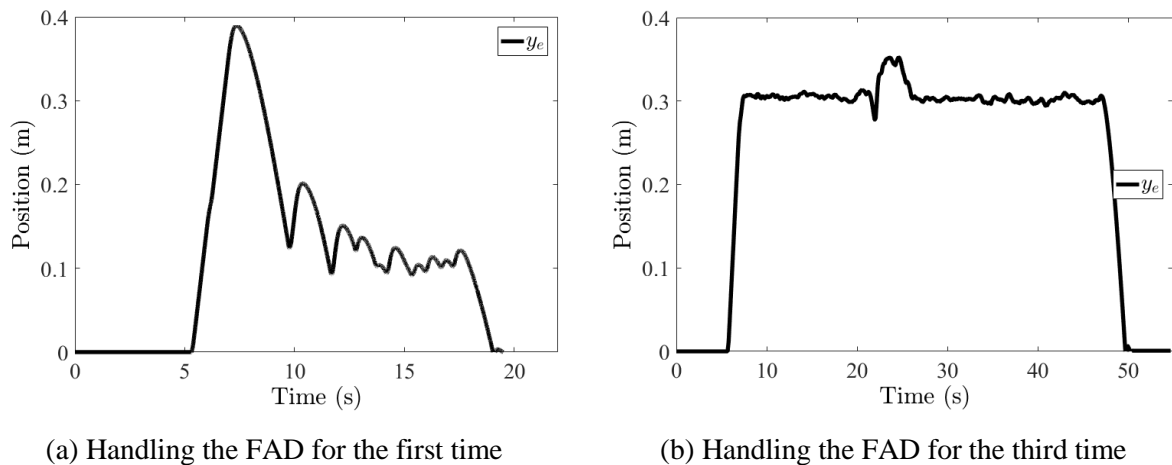 0.4
0.3
0.2
0.1
0
Position (m)
0 5 10 15 20
Time (s)
y_e
(a) Handling the FAD for the first time
0.4
0.3
0.2
0.1
0
Position (m)
0 10 20 30 40 50
Time (s)
y_e
(b) Handling the FAD for the third time